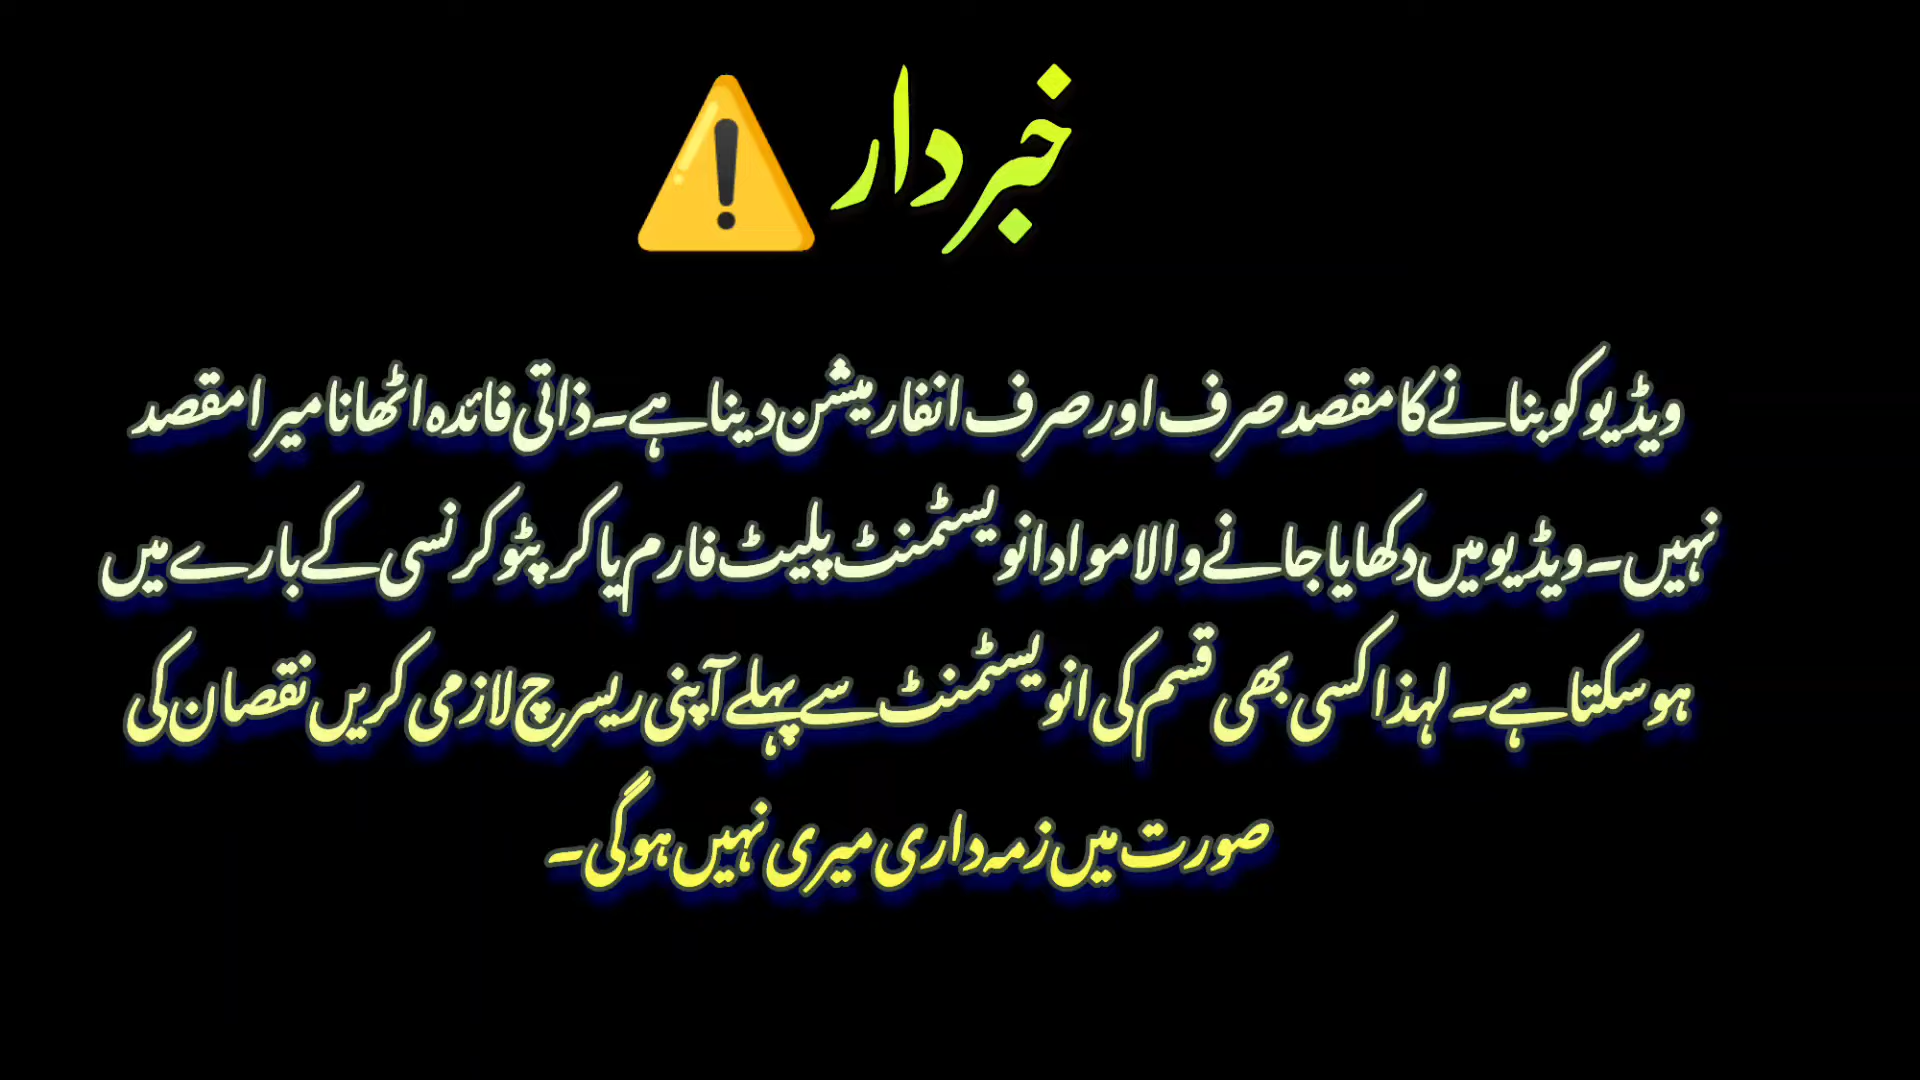 خبردار
ویڈیو کو بنانے کا مقصد صرف اور صرف انفارمیشن دینا ہے۔ ذاتی فائدہ اٹھانا میرا مقصد
نہیں۔ ویڈیو میں دکھایا جانے والا مواد انویسٹمنٹ پلیٹ فارم یا کرپٹو کرنسی کے بارے میں
ہو سکتا ہے۔ لہذا کسی بھی قسم کی انویسٹمنٹ سے پہلے آپنی ریسرچ لازمی کریں نقصان کی
صورت میں زمہ داری میری نہیں ہو گی۔